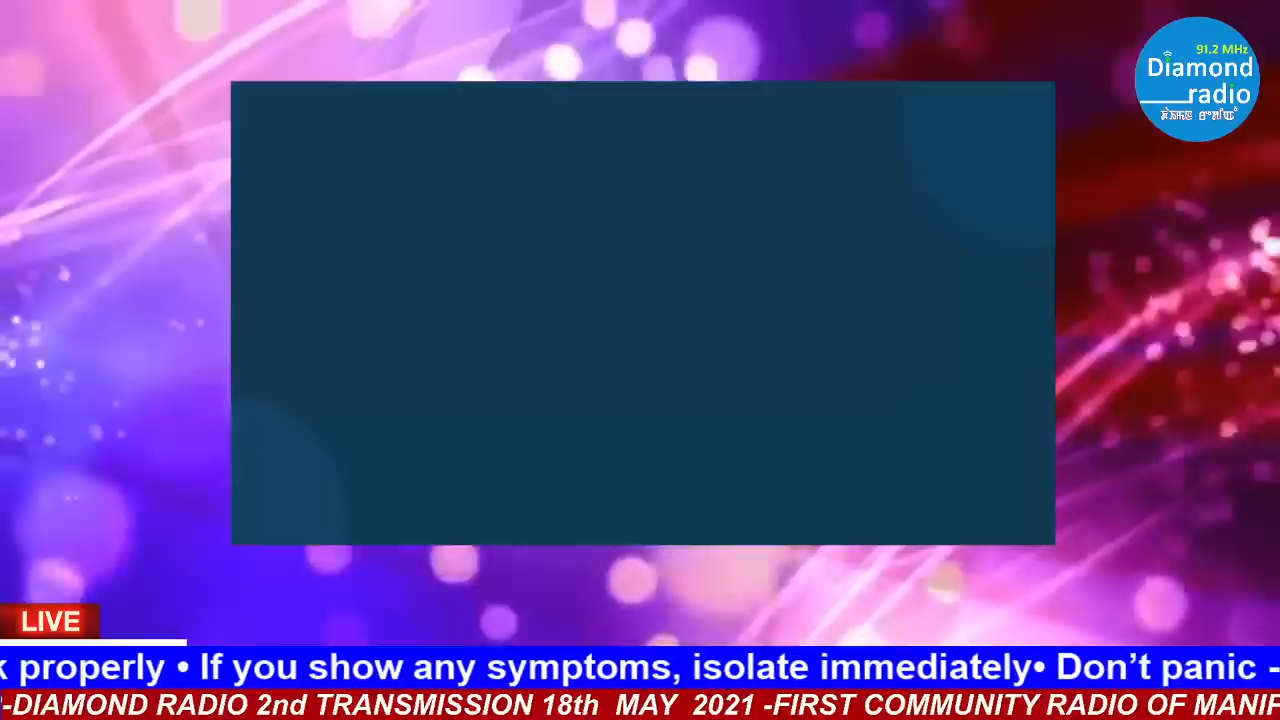 91.2 MHz
Diamond
radio
LIVE
k properly • If you show any symptoms, isolate immediately• Don’t panic -
-DIAMOND RADIO 2nd TRANSMISSION 18th MAY 2021 -FIRST COMMUNITY RADIO OF MANIP